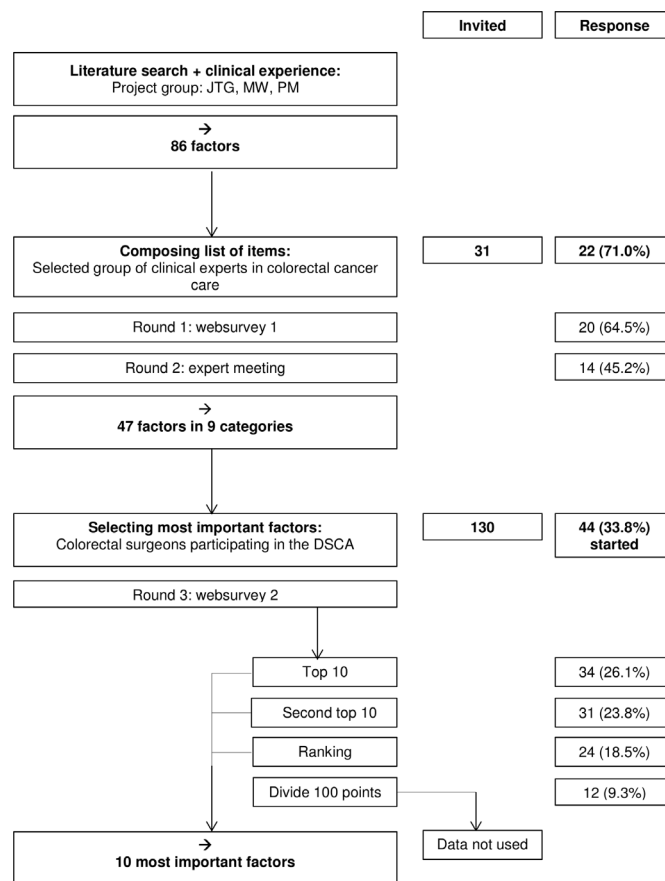 Invited Response
Literature search + clinical experience:
Project group: JTG, MW, PM
→
86 factors
Composing list of items: 31 22 (71.0%)
Selected group of clinical experts in colorectal cancer
care
Round 1: websurvey 1 20 (64.5%)
Round 2: expert meeting 14 (45.2%)
→
47 factors in 9 categories
Selecting most important factors: 130 44 (33.8%)
Colorectal surgeons participating in the DSCA started
Round 3: websurvey 2
Top 10 34 (26.1%)
Second top 10 31 (23.8%)
Ranking 24 (18.5%)
Divide 100 points 12 (9.3%)
→
10 most important factors Data not used